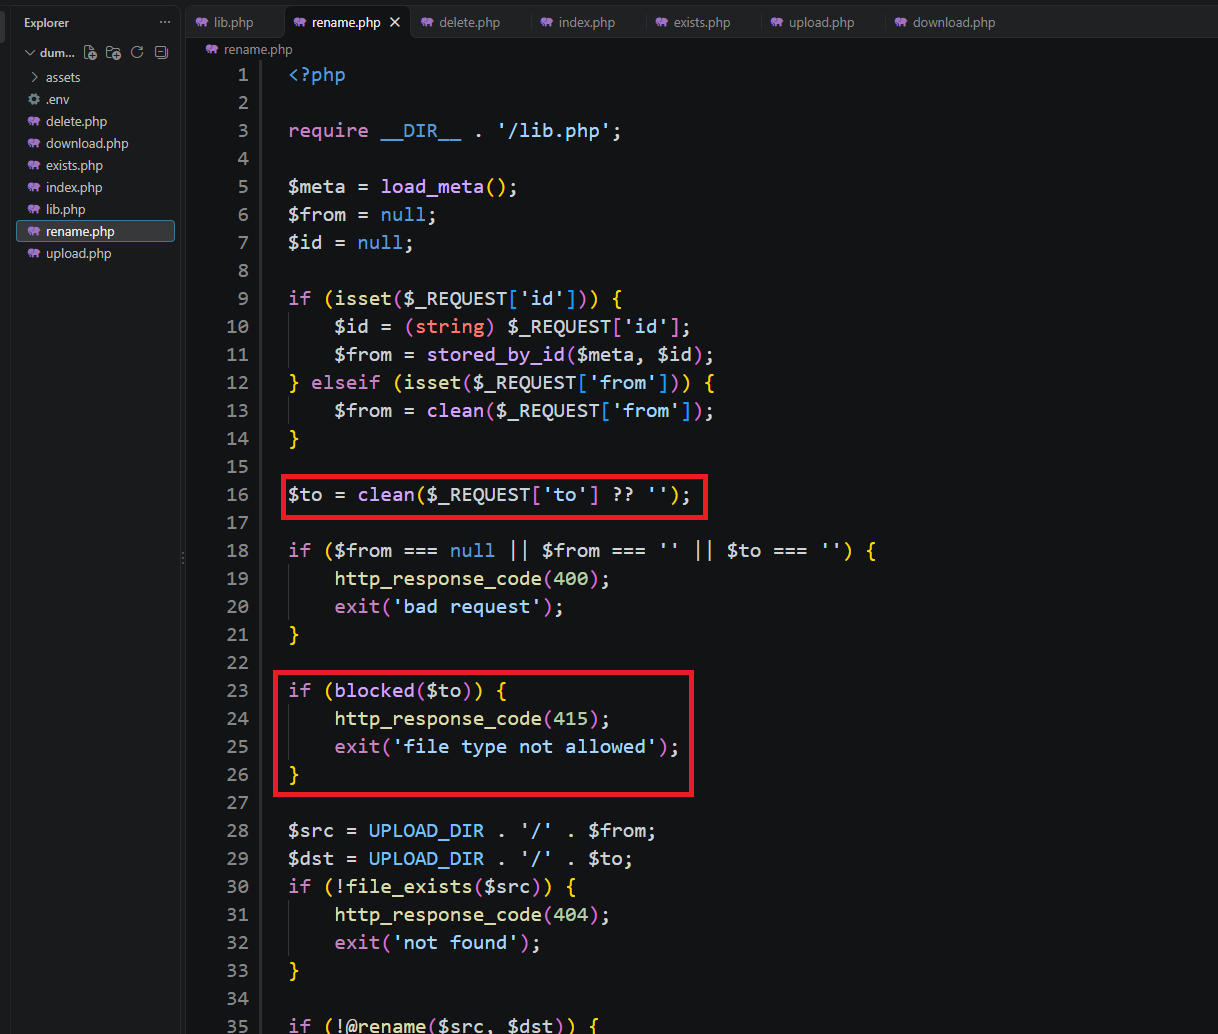 Explorer ...
dum...
assets
.env
delete.php
download.php
exists.php
index.php
lib.php
rename.php
upload.php
lib.php rename.php delete.php index.php exists.php upload.php download.php
rename.php
1 <?php
2
3 require __DIR__ . '/lib.php';
4
5 $meta = load_meta();
6 $from = null;
7 $id = null;
8
9 if (isset($_REQUEST['id'])) {
10     $id = (string) $_REQUEST['id'];
11     $from = stored_by_id($meta, $id);
12 } elseif (isset($_REQUEST['from'])) {
13     $from = clean($_REQUEST['from']);
14 }
15
16 $to = clean($_REQUEST['to'] ?? '');
17
18 if ($from === null || $from === '' || $to === '') {
19     http_response_code(400);
20     exit('bad request');
21 }
22
23 if (blocked($to)) {
24     http_response_code(415);
25     exit('file type not allowed');
26 }
27
28 $src = UPLOAD_DIR . '/' . $from;
29 $dst = UPLOAD_DIR . '/' . $to;
30 if (!file_exists($src)) {
31     http_response_code(404);
32     exit('not found');
33 }
34
35 if (!@rename($src, $dst)) {